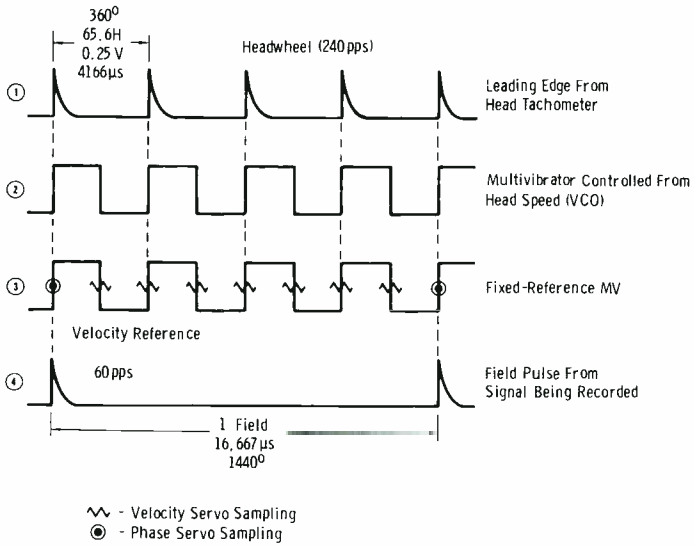 360⁰
65.6H
0.25 V
4166µs
Headwheel (240pps)
① Leading Edge From
Head Tachometer
② Multivibrator Controlled From
Head Speed (VCO)
③ Fixed-Reference MV
Velocity Reference
④ 60pps
Field Pulse From
Signal Being Recorded
1 Field
16,667µs
1440⁰
- Velocity Servo Sampling
- Phase Servo Sampling